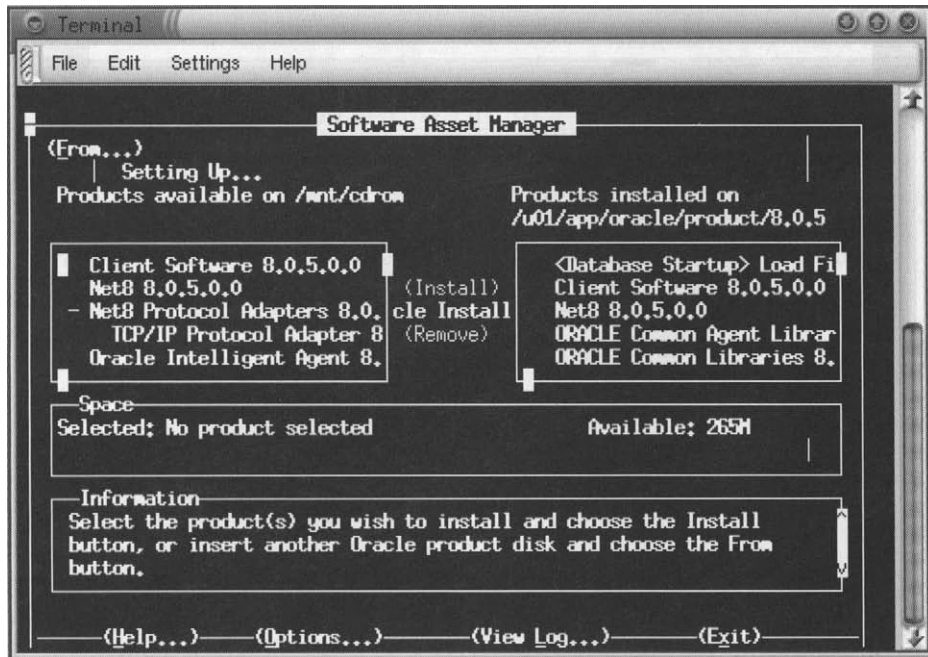 Terminal
File Edit Settings Help
Software Asset Manager
(From...)
Setting Up...
Products available on /mnt/cdrom
Products installed on
/u01/app/oracle/product/8.0.5
Client Software 8.0.5.0.0
Net8 8.0.5.0.0
- Net8 Protocol Adapters 8.0.
TCP/IP Protocol Adapter 8
Oracle Intelligent Agent 8.
(Install)
cle Install
(Remove)
<Database Startup> Load Fi
Client Software 8.0.5.0.0
Net8 8.0.5.0.0
ORACLE Common Agent Librar
ORACLE Common Libraries 8.
Space
Selected: No product selected
Available: 265M
Information
Select the product(s) you wish to install and choose the Install
button, or insert another Oracle product disk and choose the From
button.
(Help...) (Options...) (View Log...) (Exit)